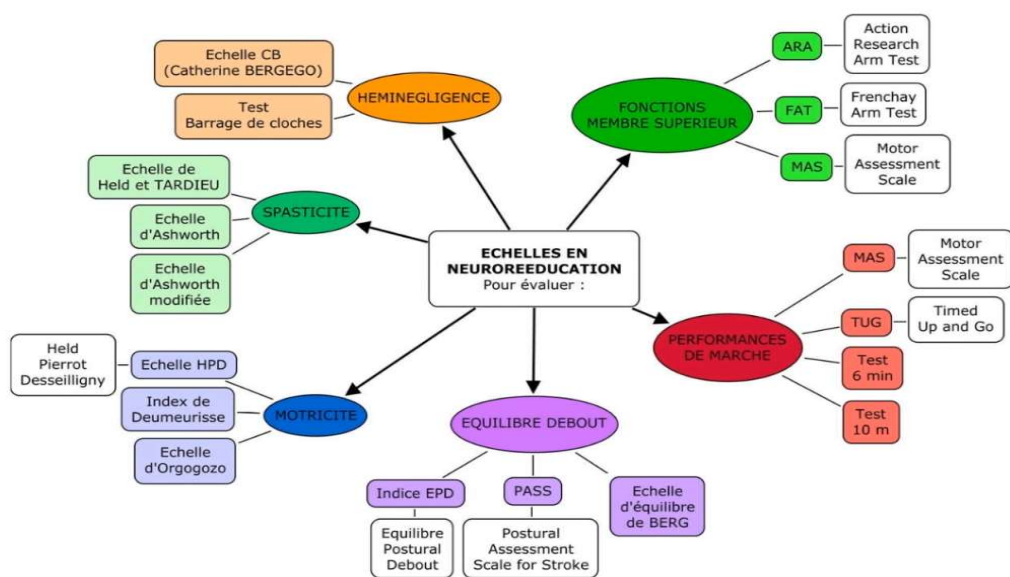 ECHELLES EN
NEUROREEDUCATION
Pour évaluer :
HEMINEGLIGENCE
Echelle CB
(Catherine BERGEGO)
Test
Barrage de cloches
FONCTIONS
MEMBRE SUPERIEUR
ARA
Action
Research
Arm Test
FAT
Frenchay
Arm Test
MAS
Motor
Assessment
Scale
SPASTICITE
Echelle de
Held et TARDIEU
Echelle
d'Ashworth
Echelle
d'Ashworth
modifiée
PERFORMANCES
DE MARCHE
MAS
Motor
Assessment
Scale
TUG
Timed
Up and Go
Test
6 min
Test
10 m
MOTRICITE
Echelle HPD
Held
Pierrot
Desseilligny
Index de
Deumeurisse
Echelle
d'Orgogozo
EQUILIBRE DEBOUT
Indice EPD
Equilibre
Postural
Debout
PASS
Postural
Assessment
Scale for Stroke
Echelle
d'équilibre
de BERG